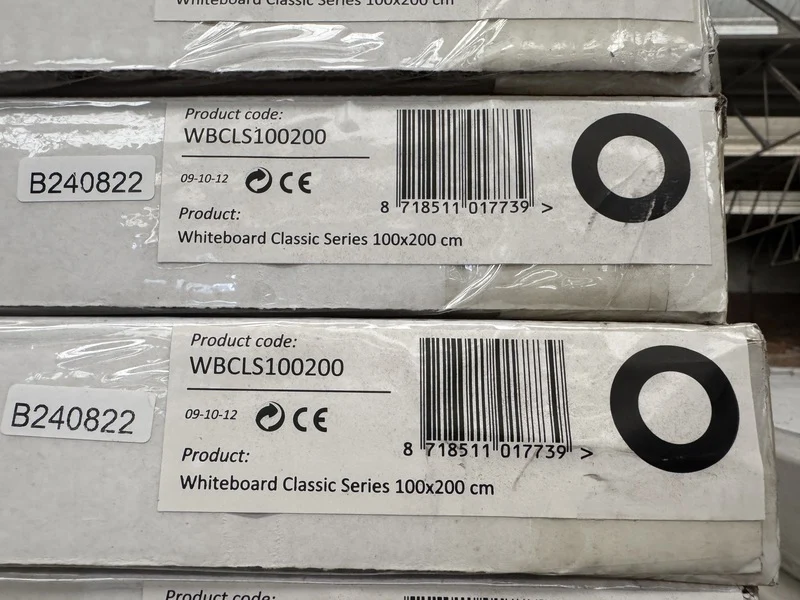 Whiteboard Classic Series 100x200 cm
Product code:
WBCLS100200
B240822
09-10-12 CE
8 718511 017739 >
Product:
Whiteboard Classic Series 100x200 cm
Product code:
WBCLS100200
B240822
09-10-12 CE
8 718511 017739 >
Product:
Whiteboard Classic Series 100x200 cm
Product code: